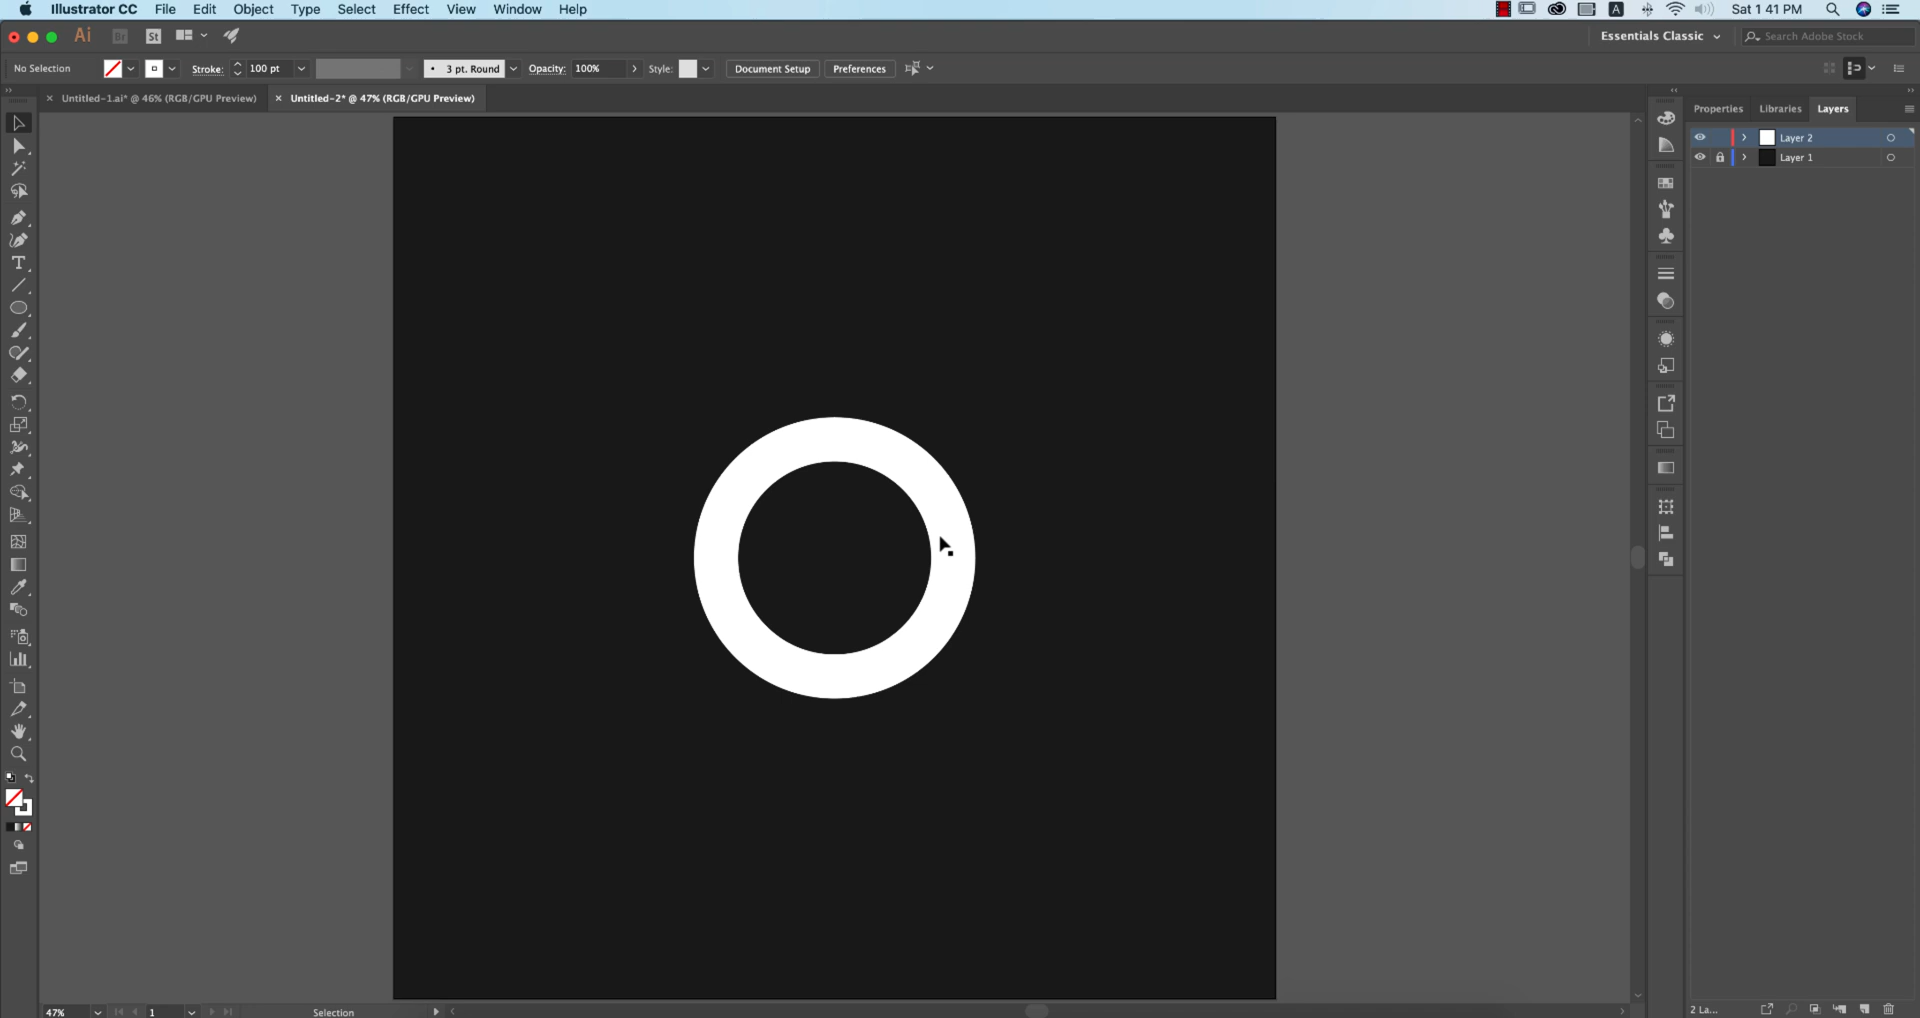 Illustrator CC File Edit Object Type Select Effect View Window Help A Sat 1 41 PM
Ai Br St Essentials Classic Search Adobe Stock
No Selection Stroke: 100 pt 3 pt. Round Opacity: 100% Style: Document Setup Preferences
Untitled-1.ai* @ 46% (RGB/GPU Preview) Untitled-2* @ 47% (RGB/GPU Preview)
Properties Libraries Layers
Layer 2
Layer 1
T
47% 1 Selection 2 La...